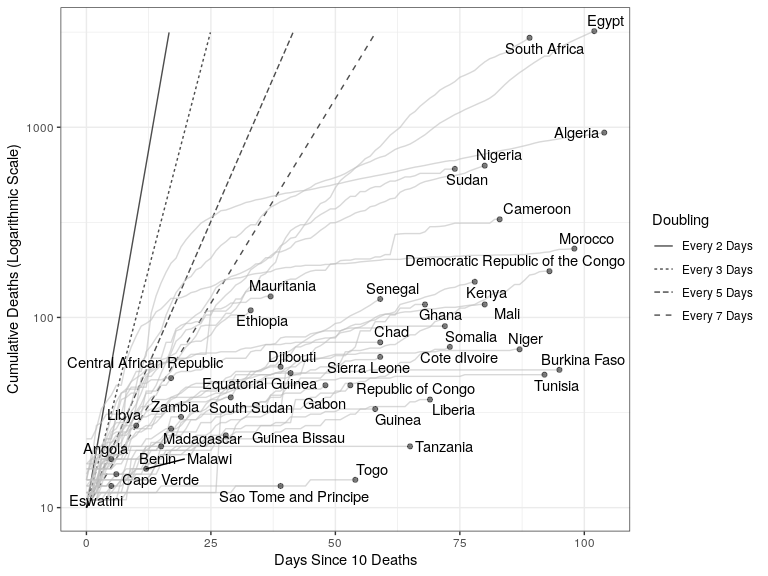 Egypt
South Africa
Algeria
Nigeria
Sudan
Cameroon
Morocco
Democratic Republic of the Congo
Mauritania
Senegal
Kenya
Ethiopia
Ghana
Mali
Chad
Somalia
Niger
Djibouti
Cote dIvoire
Central African Republic
Sierra Leone
Burkina Faso
Equatorial Guinea
Republic of Congo
Tunisia
Libya
Zambia
South Sudan
Gabon
Liberia
Guinea
Madagascar
Guinea Bissau
Angola
Tanzania
Benin
Malawi
Togo
Cape Verde
Sao Tome and Principe
Eswatini
1000
100
10
0
25
50
75
100
Days Since 10 Deaths
Cumulative Deaths (Logarithmic Scale)
Doubling
Every 2 Days
Every 3 Days
Every 5 Days
Every 7 Days